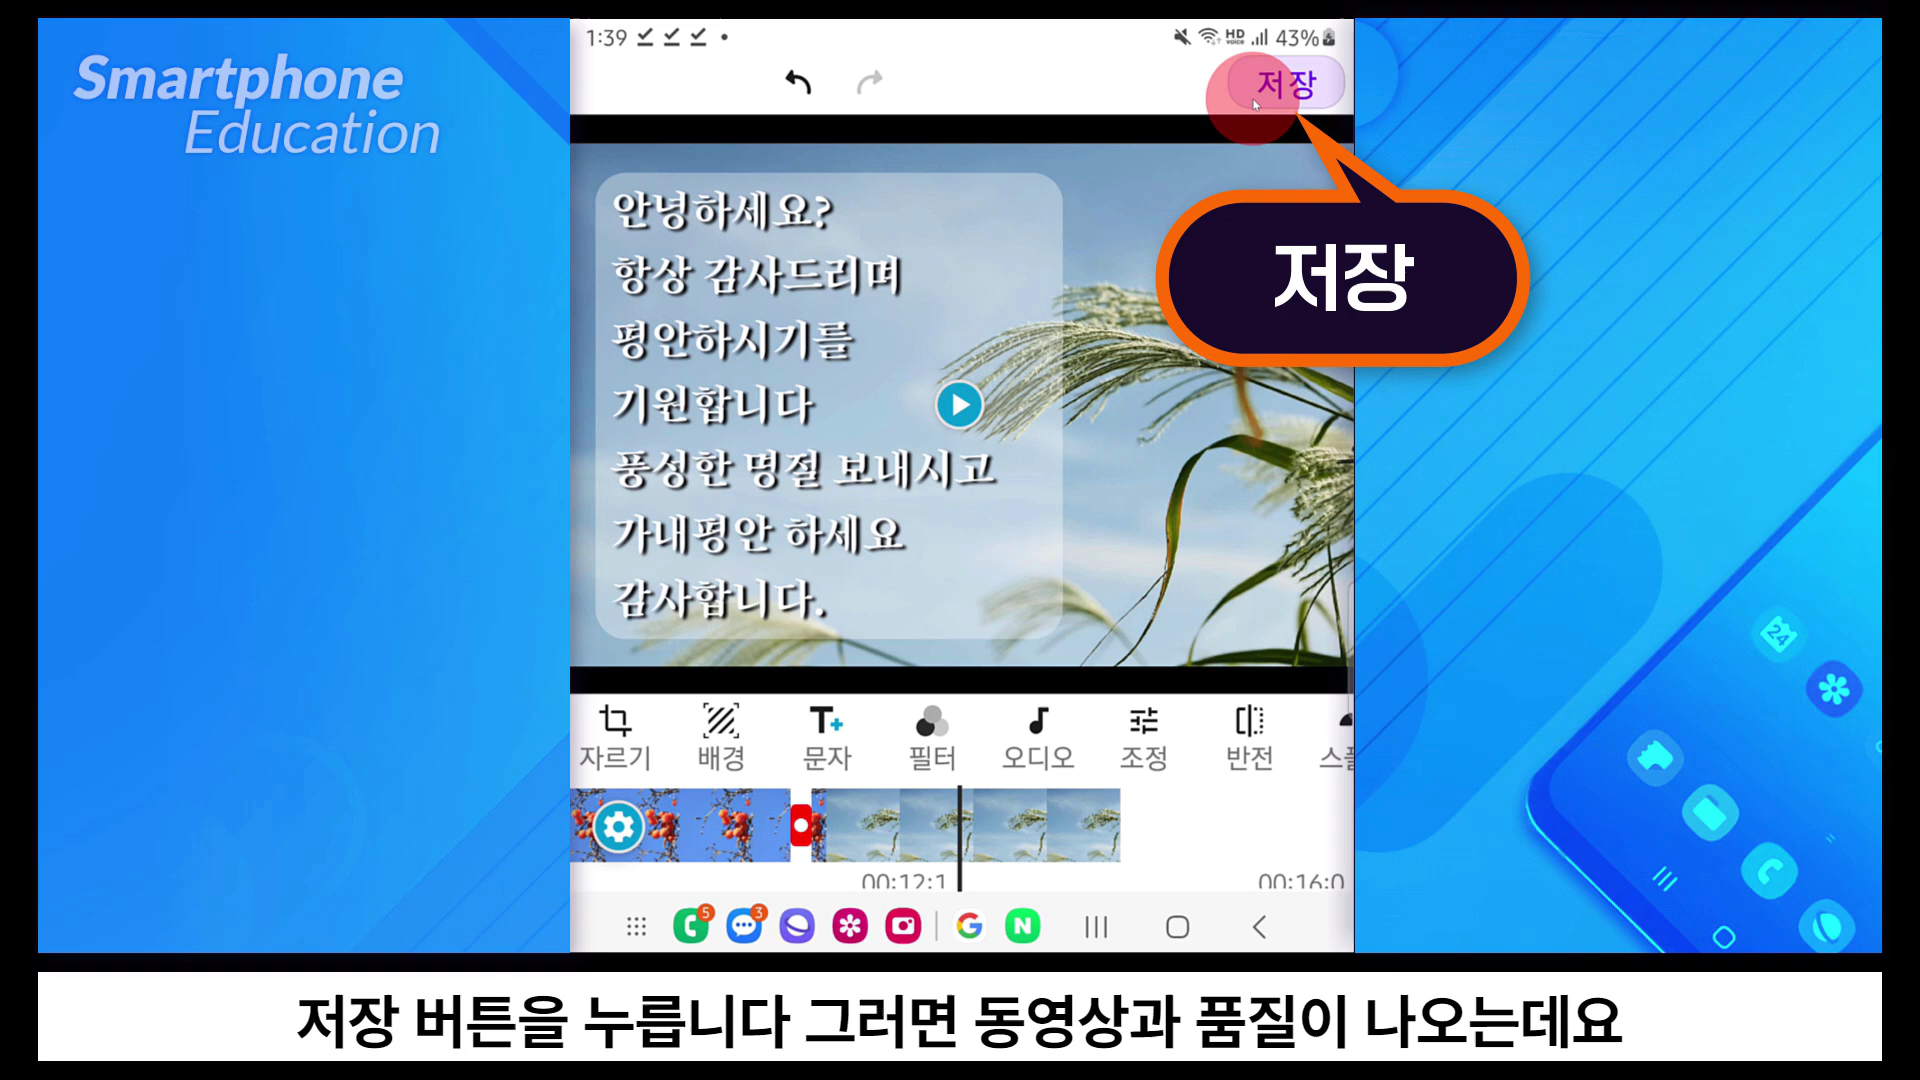 Smartphone
Education
1:39
HD voice
43%
저장
저장
안녕하세요?
항상 감사드리며
평안하시기를
기원합니다
풍성한 명절 보내시고
가내평안 하세요
감사합니다.
자르기 배경 문자 필터 오디오 조정 반전
00:12:1 00:16:0
5 3
N
24
저장 버튼을 누릅니다 그러면 동영상과 품질이 나오는데요